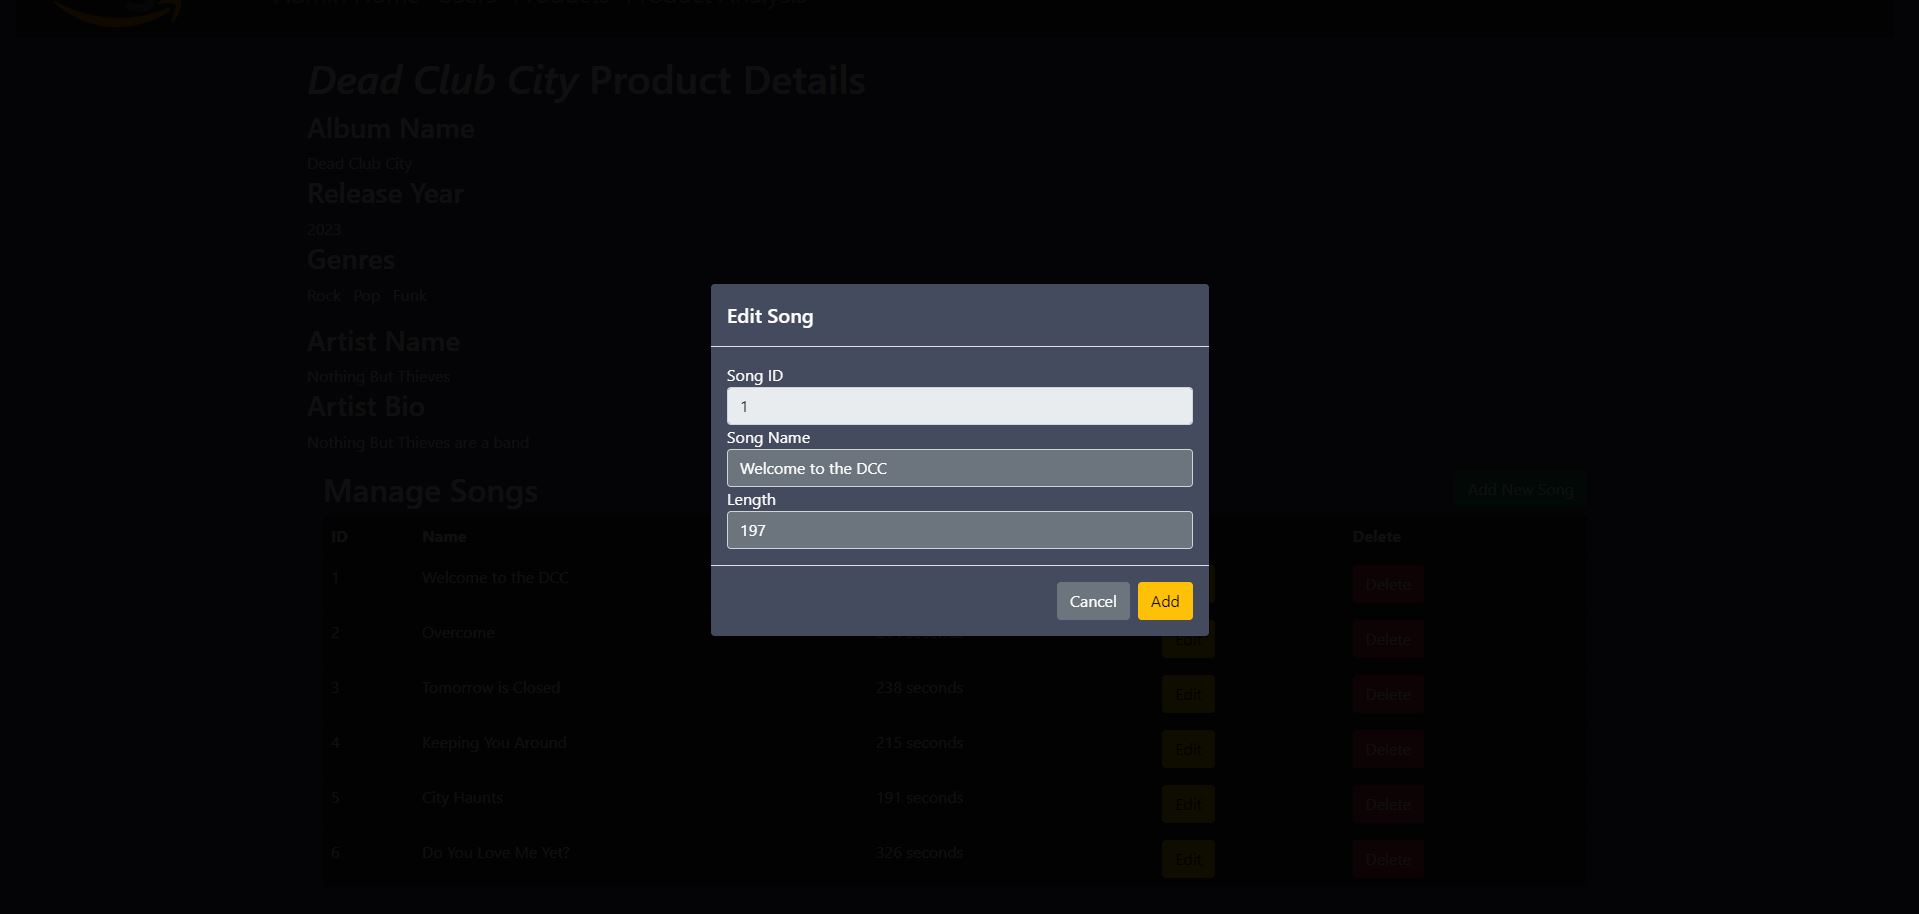 Admin Home Users Products Product Analysis
Dead Club City Product Details
Album Name
Dead Club City
Release Year
2023
Genres
Rock Pop Funk
Artist Name
Nothing But Thieves
Artist Bio
Nothing But Thieves are a band
Manage Songs
Add New Song
ID Name Delete
1 Welcome to the DCC Delete
2 Overcome seconds Edit Delete
3 Tomorrow is Closed 238 seconds Edit Delete
4 Keeping You Around 215 seconds Edit Delete
5 City Haunts 191 seconds Edit Delete
6 Do You Love Me Yet? 326 seconds Edit Delete
Edit Song
Song ID
1
Song Name
Welcome to the DCC
Length
197
Cancel Add